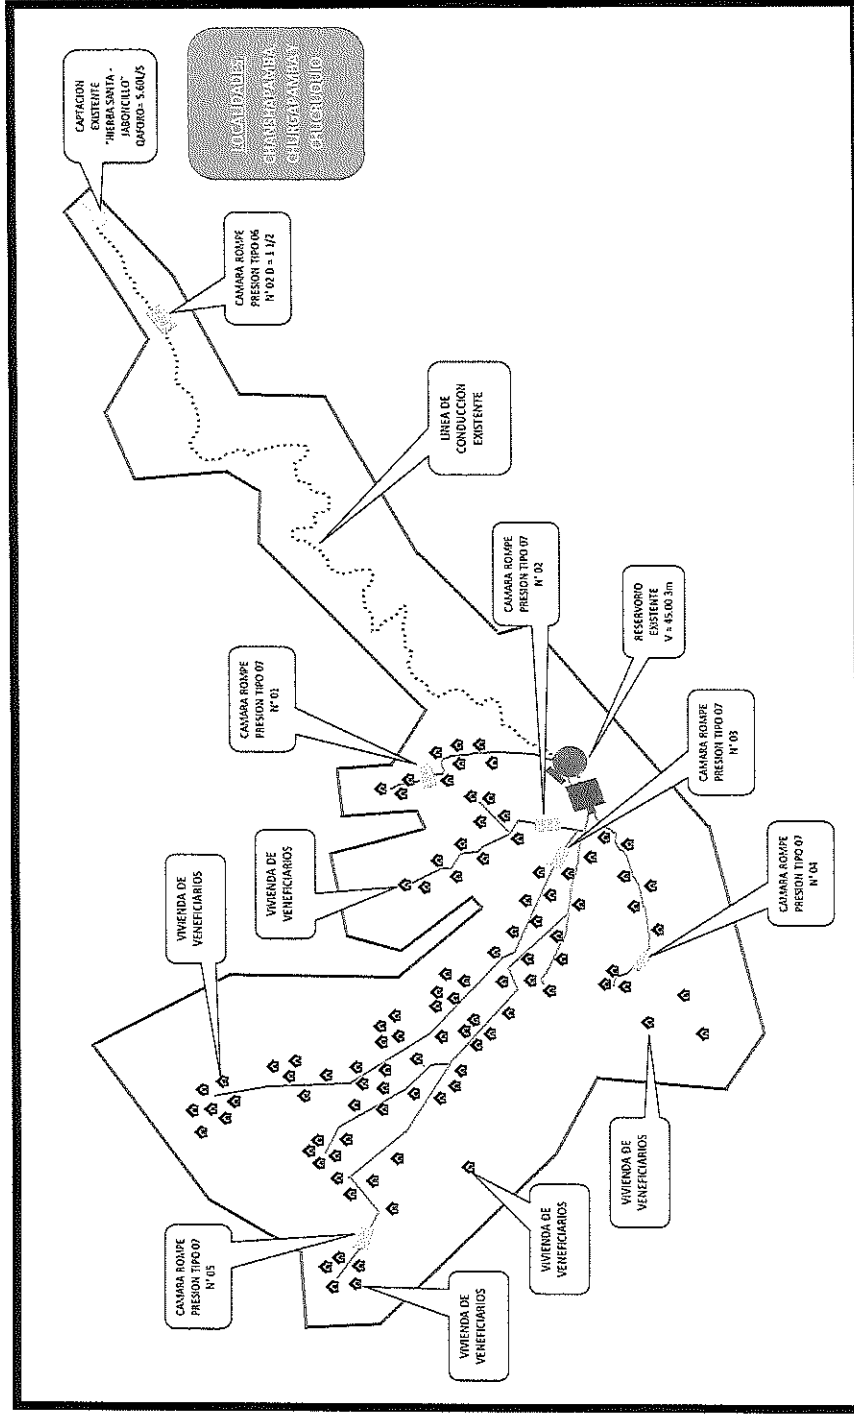 CAPTACION
EXISTENTE
"HIERBA SANTA -
JABONCILLO"
QAFORO= 5.60L/S
LOCALIDADES
CHURGAPAMBA Y
CAMARA ROMPE
PRESION TIPO 06
N° 02 D = 1 1/2
LINEA DE
CONDUCCION
EXISTENTE
CAMARA ROMPE
PRESION TIPO 07
N° 02
RESERVORIO
EXISTENTE
V = 45.00 3m
CAMARA ROMPE
PRESION TIPO 07
N° 01
CAMARA ROMPE
PRESION TIPO 07
N° 03
CAMARA ROMPE
PRESION TIPO 07
N° 04
VIVIENDA DE
VENEFICIARIOS
VIVIENDA DE
VENEFICIARIOS
VIVIENDA DE
VENEFICIARIOS
VIVIENDA DE
VENEFICIARIOS
CAMARA ROMPE
PRESION TIPO 07
N° 05
VIVIENDA DE
VENEFICIARIOS